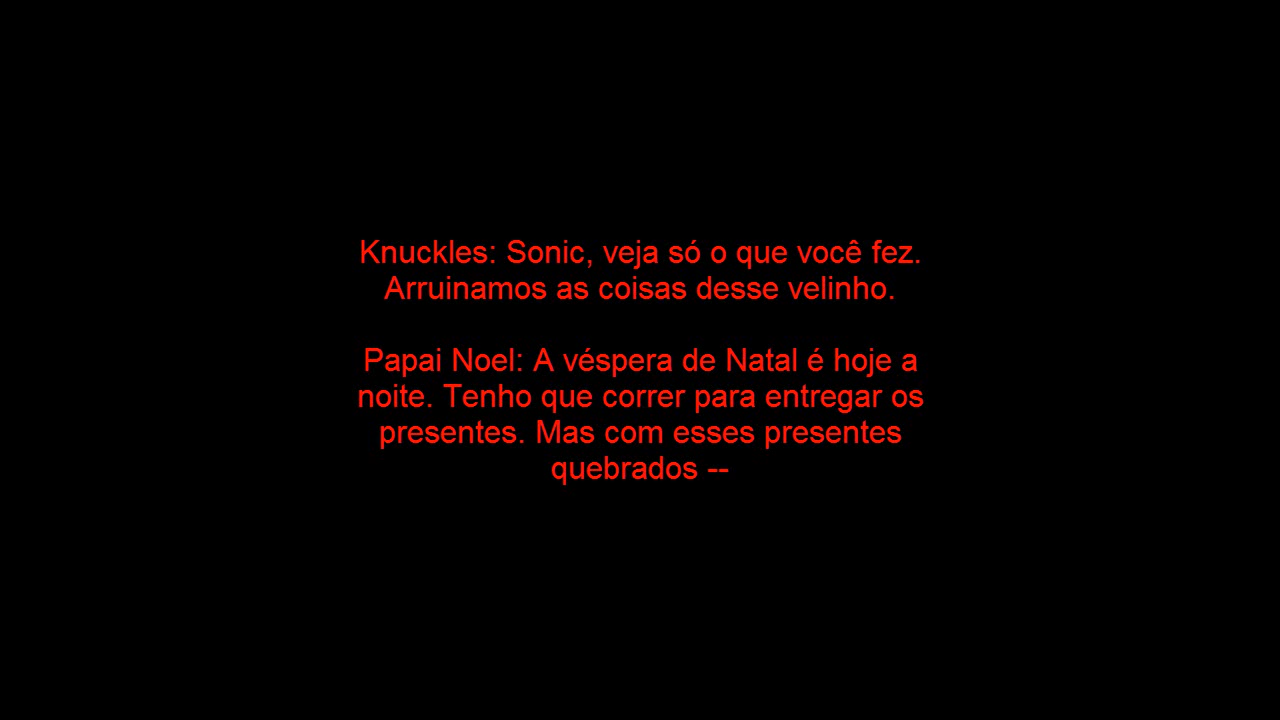 Knuckles: Sonic, veja só o que você fez.
Arruinamos as coisas desse velinho.
Papai Noel: A véspera de Natal é hoje a
noite. Tenho que correr para entregar os
presentes. Mas com esses presentes
quebrados --